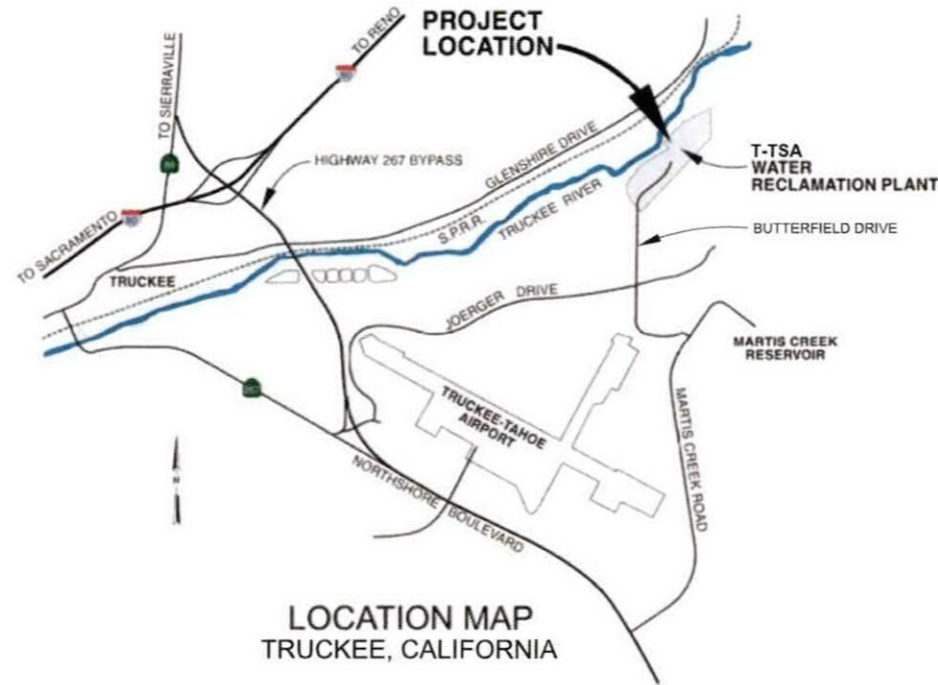 PROJECT
LOCATION
TO RENO
80
TO SIERRAVILLE
HIGHWAY 267 BYPASS
GLENSHIRE DRIVE
T-TSA
WATER
RECLAMATION PLANT
S.P.R.R.
TRUCKEE RIVER
BUTTERFIELD DRIVE
TO SACRAMENTO
80
TRUCKEE
JOERGER DRIVE
MARTIS CREEK
RESERVOIR
TRUCKEE-TAHOE
AIRPORT
MARTIS CREEK ROAD
NORTHSHORE BOULEVARD
N
LOCATION MAP
TRUCKEE, CALIFORNIA